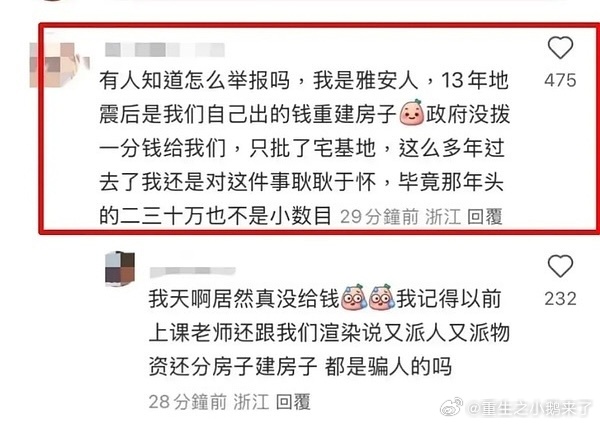 有人知道怎么举报吗，我是雅安人，13年地
震后是我们自己出的钱重建房子政府没拨
一分钱给我们，只批了宅基地，这么多年过
去了我还是对这件事耿耿于怀，毕竟那年头
的二三十万也不是小数目 29分鐘前 浙江 回覆
475
我天啊居然真没给钱我记得以前
上课老师还跟我们渲染说又派人又派物
资还分房子建房子 都是骗人的吗
28分鐘前 浙江 回覆
232
@重生之小鹅来了